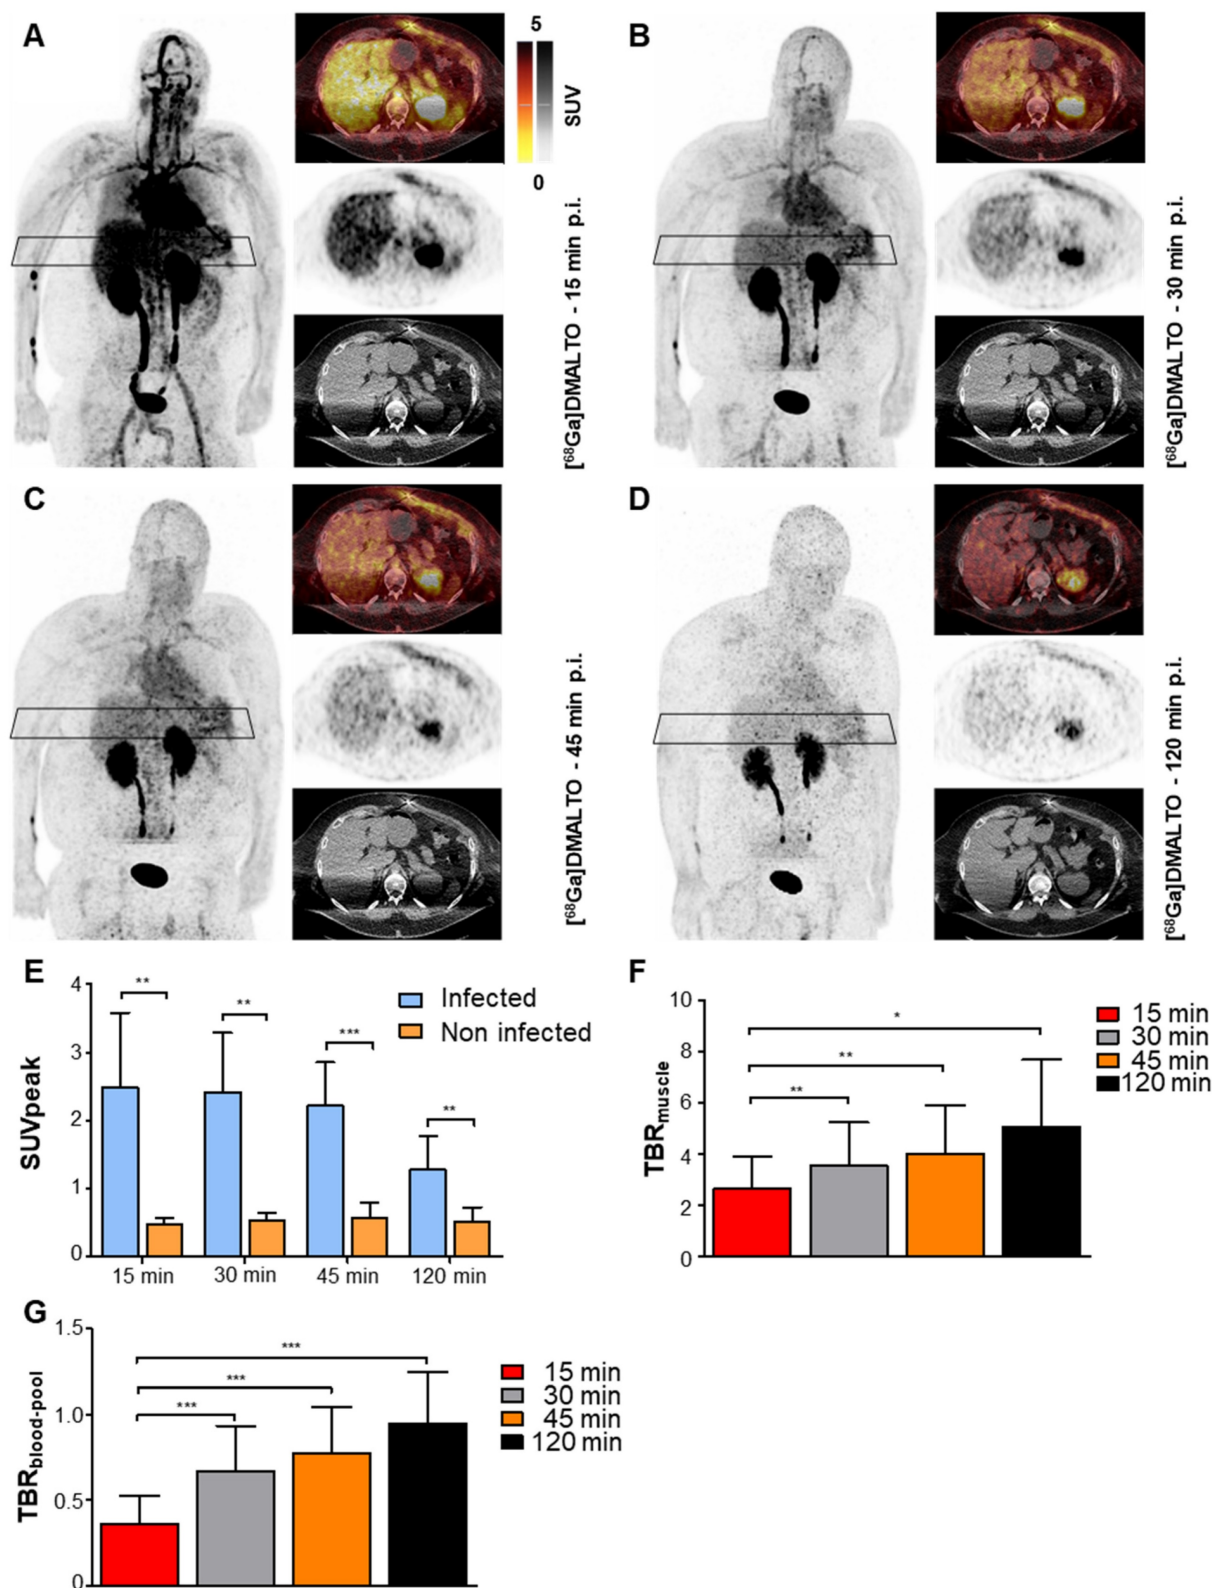 A
5
SUV
0
[⁶⁸Ga]DMALTO - 15 min p.i.
B
[⁶⁸Ga]DMALTO - 30 min p.i.
C
[⁶⁸Ga]DMALTO - 45 min p.i.
D
[⁶⁸Ga]DMALTO - 120 min p.i.
E
SUVpeak
4
3
2
1
0
**
**
***
**
Infected
Non infected
15 min
30 min
45 min
120 min
F
TBRmuscle
10
8
6
4
2
0
*
**
**
15 min
30 min
45 min
120 min
G
TBRblood-pool
1.5
1.0
0.5
0
***
***
***
15 min
30 min
45 min
120 min